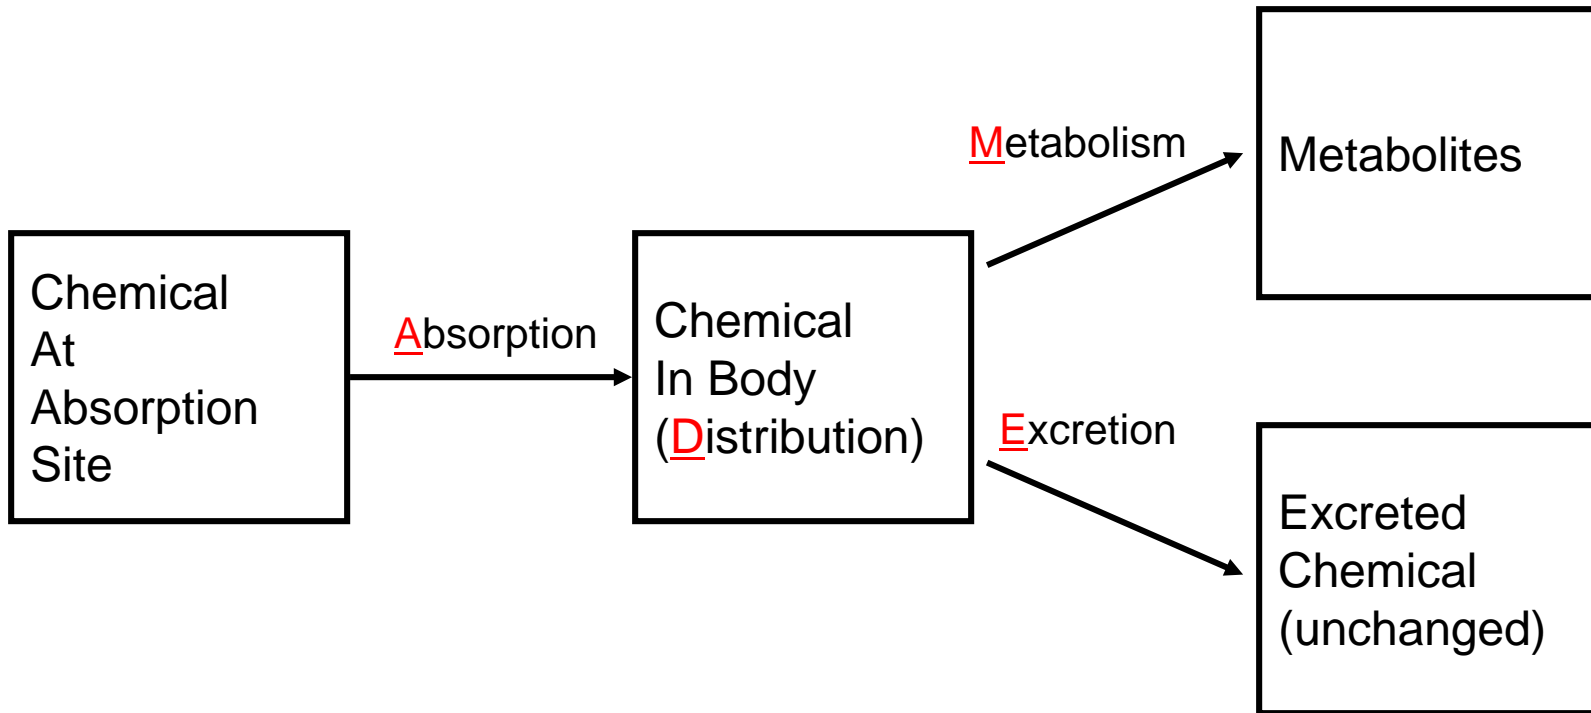 Chemical
At
Absorption
Site
Absorption
Chemical
In Body
(Distribution)
Metabolism
Metabolites
Excretion
Excreted
Chemical
(unchanged)